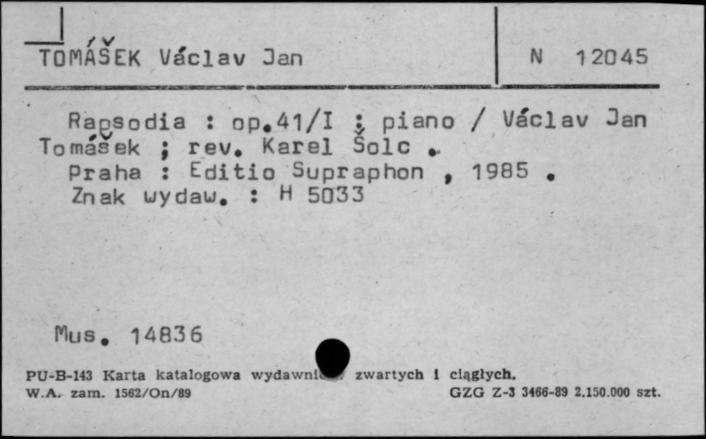 TOMÁŠEK Václav Jan
N 12045
Rapsodia : op.41/I ; piano / Václav Jan
Tomášek ; rev. Karel Šolc .
Praha : Editio Supraphon , 1985 .
Znak wydaw. : H 5033
Mus. 14836
PU-B-143 Karta katalogowa zwartych i ciągłych.
W.A. zam. 1562/On/89
GZG Z-3 3466-89 2.150.000 szt.